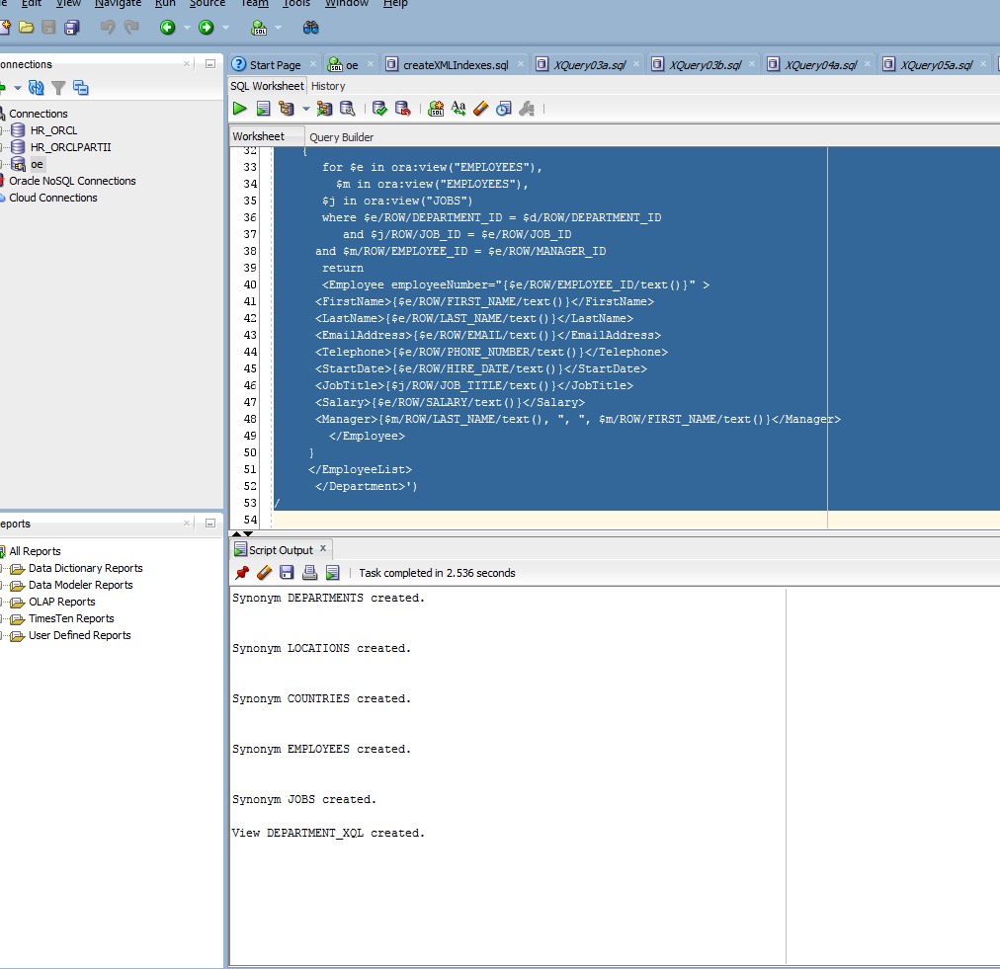 Edit View Navigate Run Source Team Tools Window Help
onnections
Connections
HR_ORCL
HR_ORCLPARTII
oe
Oracle NoSQL Connections
Cloud Connections
eports
All Reports
Data Dictionary Reports
Data Modeler Reports
OLAP Reports
TimesTen Reports
User Defined Reports
Start Page oe createXMLIndexes.sql XQuery03a.sql XQuery03b.sql XQuery04a.sql XQuery05a.sql
SQL Worksheet History
Worksheet Query Builder
32 {
33 for $e in ora:view("EMPLOYEES"),
34 $m in ora:view("EMPLOYEES"),
35 $j in ora:view("JOBS")
36 where $e/ROW/DEPARTMENT_ID = $d/ROW/DEPARTMENT_ID
37 and $j/ROW/JOB_ID = $e/ROW/JOB_ID
38 and $m/ROW/EMPLOYEE_ID = $e/ROW/MANAGER_ID
39 return
40 <Employee employeeNumber="{$e/ROW/EMPLOYEE_ID/text()}" >
41 <FirstName>{$e/ROW/FIRST_NAME/text()}</FirstName>
42 <LastName>{$e/ROW/LAST_NAME/text()}</LastName>
43 <EmailAddress>{$e/ROW/EMAIL/text()}</EmailAddress>
44 <Telephone>{$e/ROW/PHONE_NUMBER/text()}</Telephone>
45 <StartDate>{$e/ROW/HIRE_DATE/text()}</StartDate>
46 <JobTitle>{$j/ROW/JOB_TITLE/text()}</JobTitle>
47 <Salary>{$e/ROW/SALARY/text()}</Salary>
48 <Manager>{$m/ROW/LAST_NAME/text(), ", ", $m/ROW/FIRST_NAME/text()}</Manager>
49 </Employee>
50 }
51 </EmployeeList>
52 </Department>')
53 /
54
Script Output
Task completed in 2.536 seconds
Synonym DEPARTMENTS created.
Synonym LOCATIONS created.
Synonym COUNTRIES created.
Synonym EMPLOYEES created.
Synonym JOBS created.
View DEPARTMENT_XQL created.